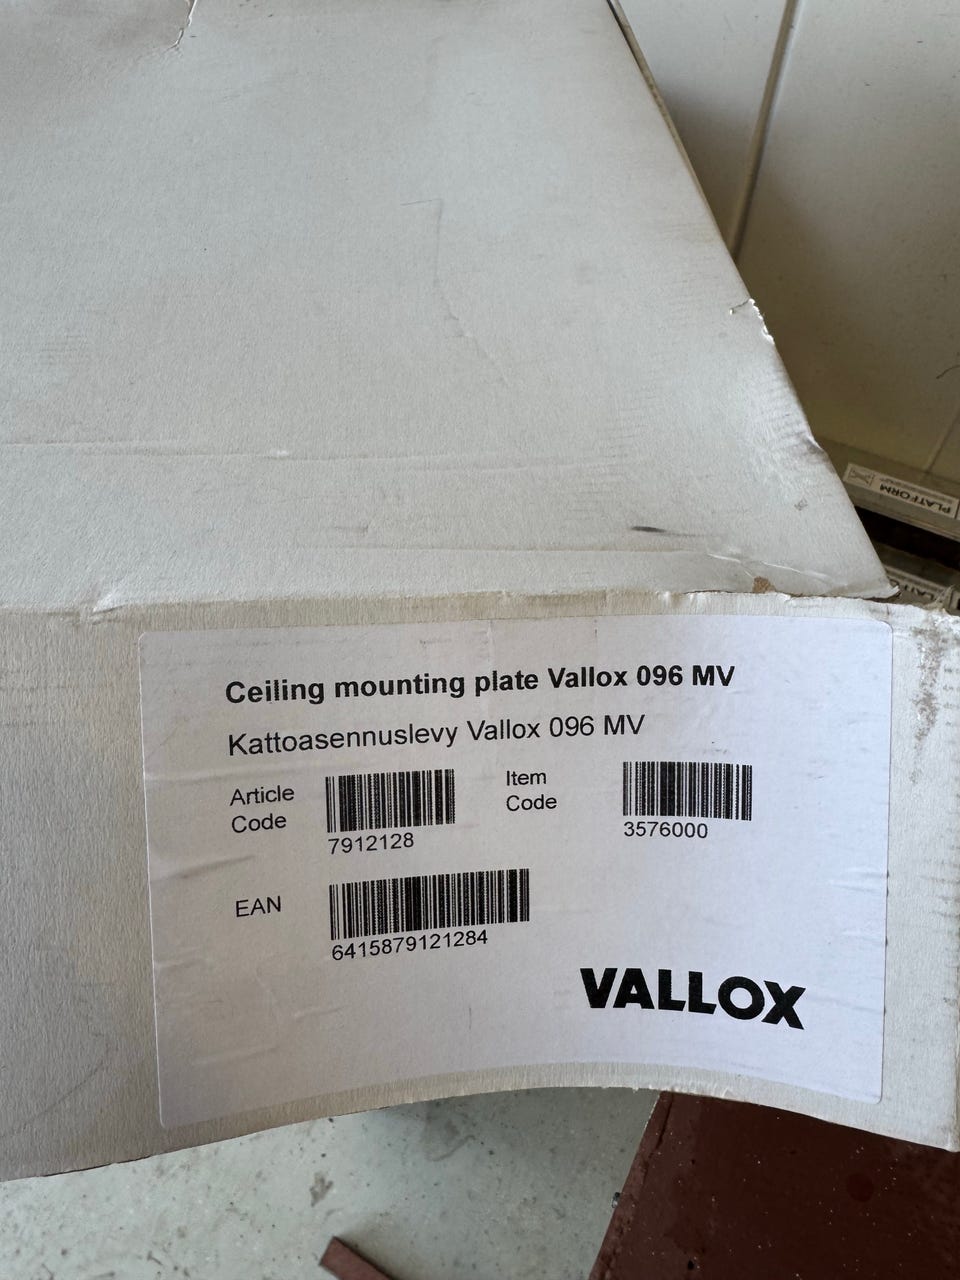 PLATFORM
Ceiling mounting plate Vallox 096 MV
Kattoasennuslevy Vallox 096 MV
Article
Code
7912128
Item
Code
3576000
EAN
6415879121284
VALLOX